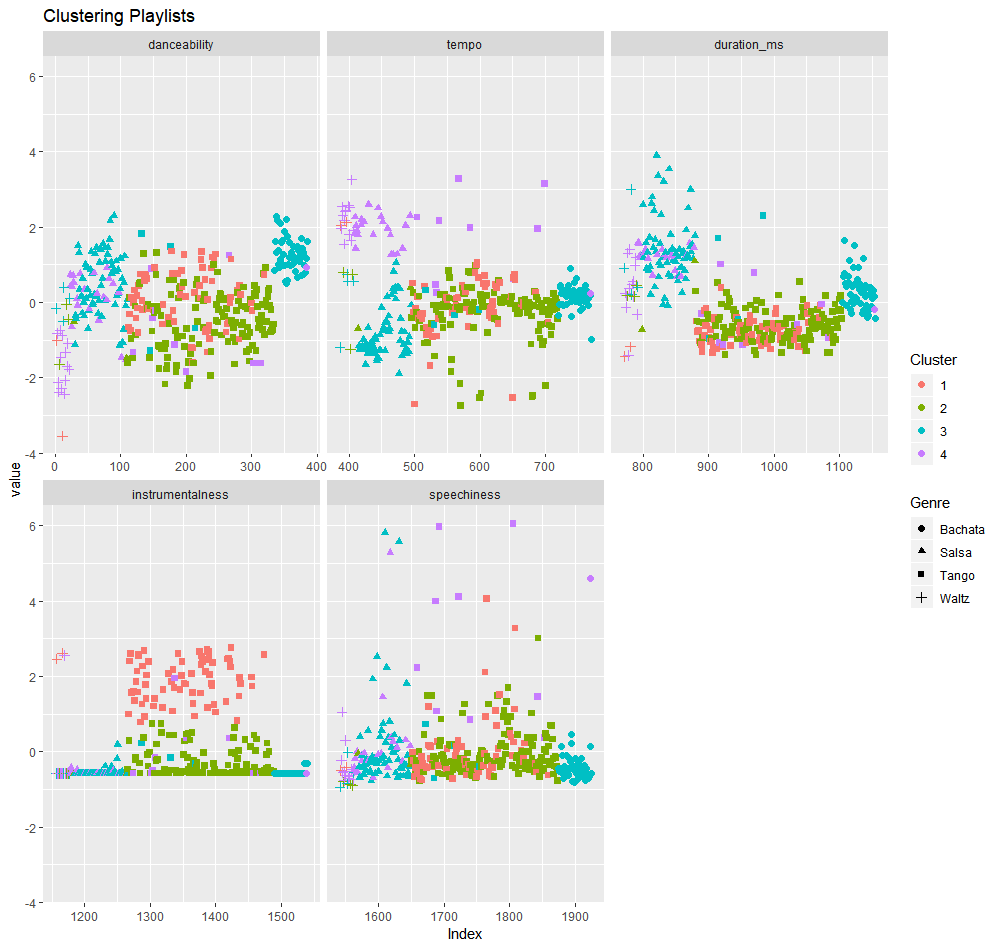 Clustering Playlists
danceability
tempo
duration_ms
6
4
2
0
-2
-4
0 100 200 300 400
400 500 600 700
800 900 1000 1100
value
instrumentalness
speechiness
6
4
2
0
-2
-4
1200 1300 1400 1500
1600 1700 1800 1900
Index
Cluster
1
2
3
4
Genre
Bachata
Salsa
Tango
Waltz